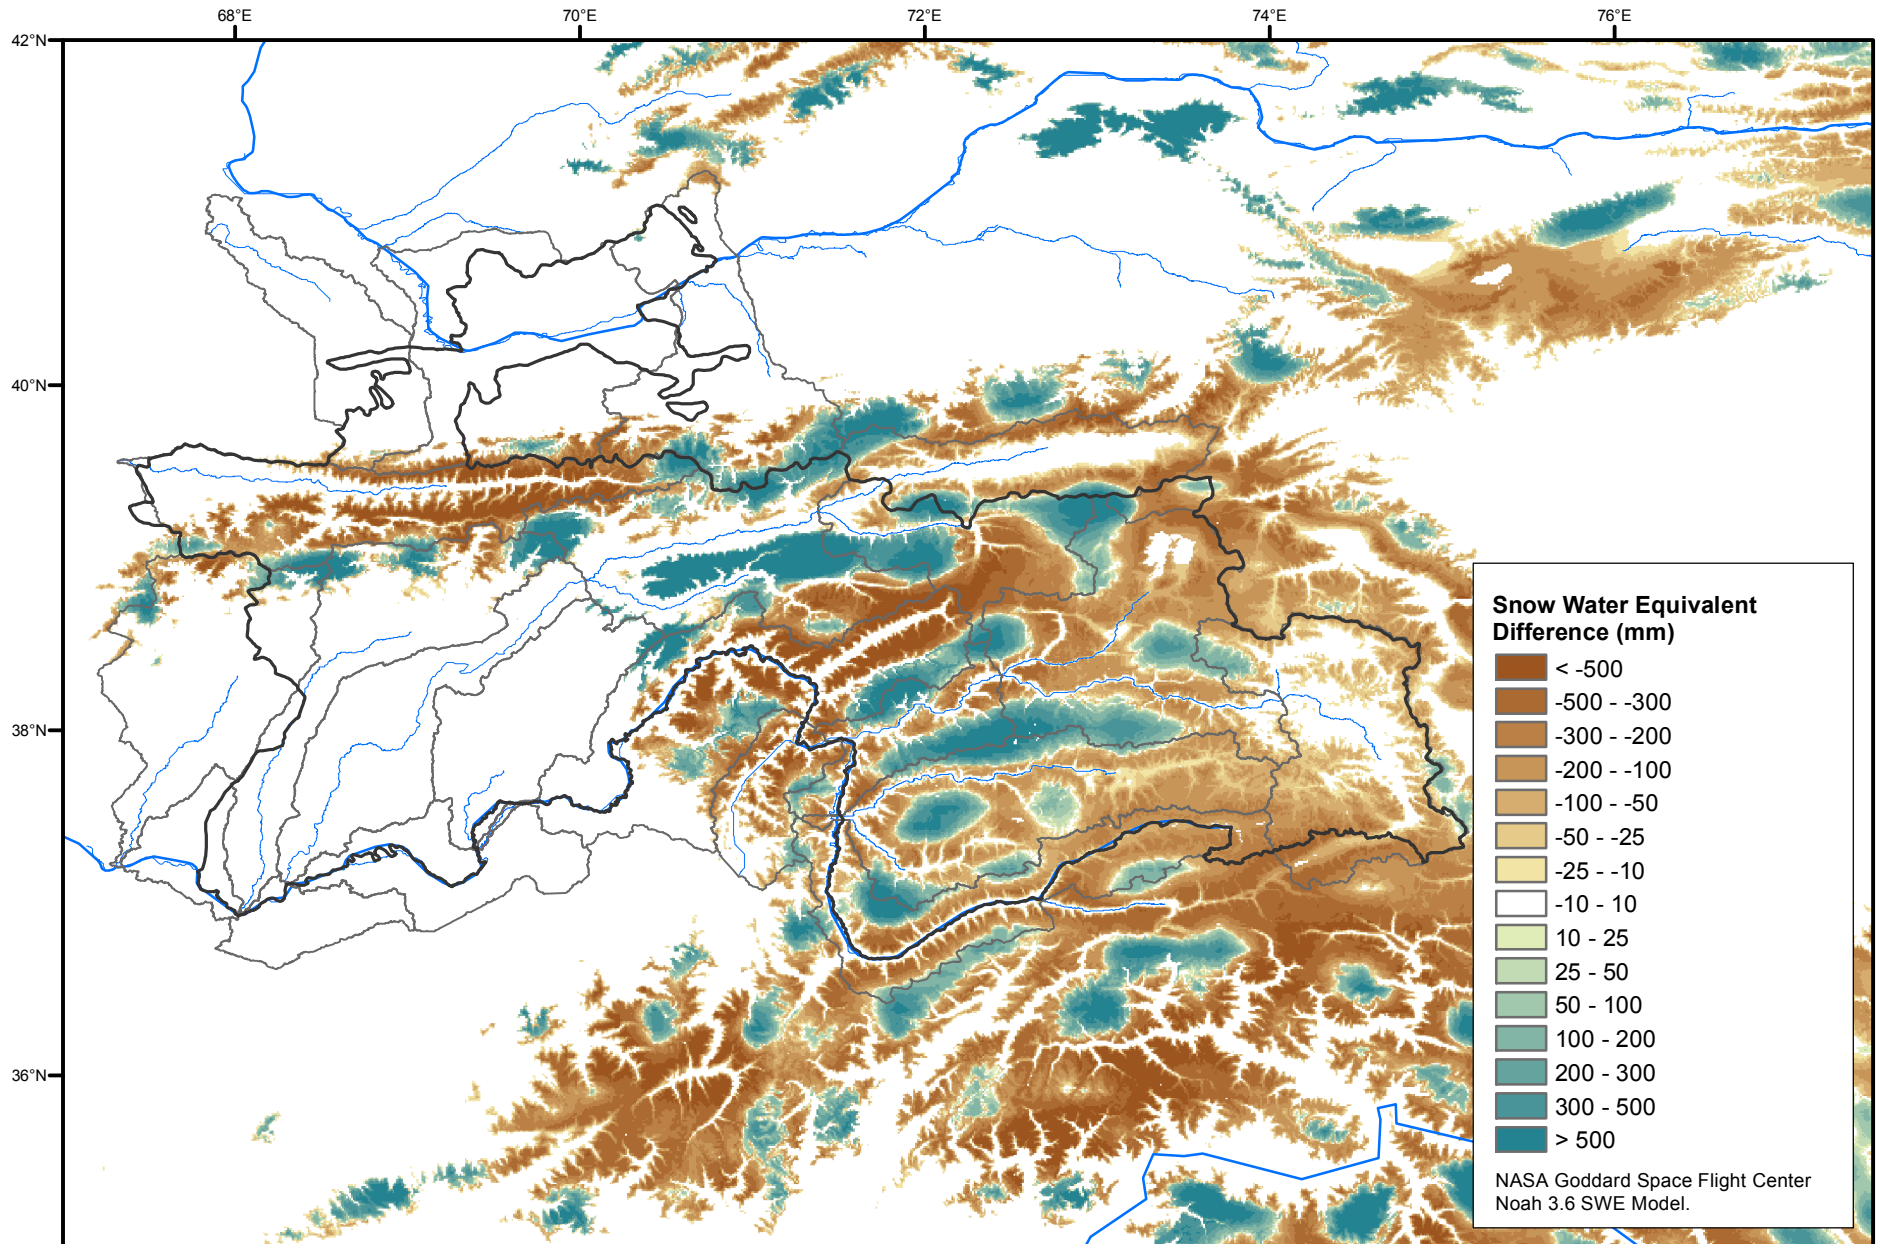 68°E 70°E 72°E 74°E 76°E
42°N
40°N
38°N
36°N
Snow Water Equivalent
Difference (mm)
< -500
-500 - -300
-300 - -200
-200 - -100
-100 - -50
-50 - -25
-25 - -10
-10 - 10
10 - 25
25 - 50
50 - 100
100 - 200
200 - 300
300 - 500
> 500
NASA Goddard Space Flight Center
Noah 3.6 SWE Model.